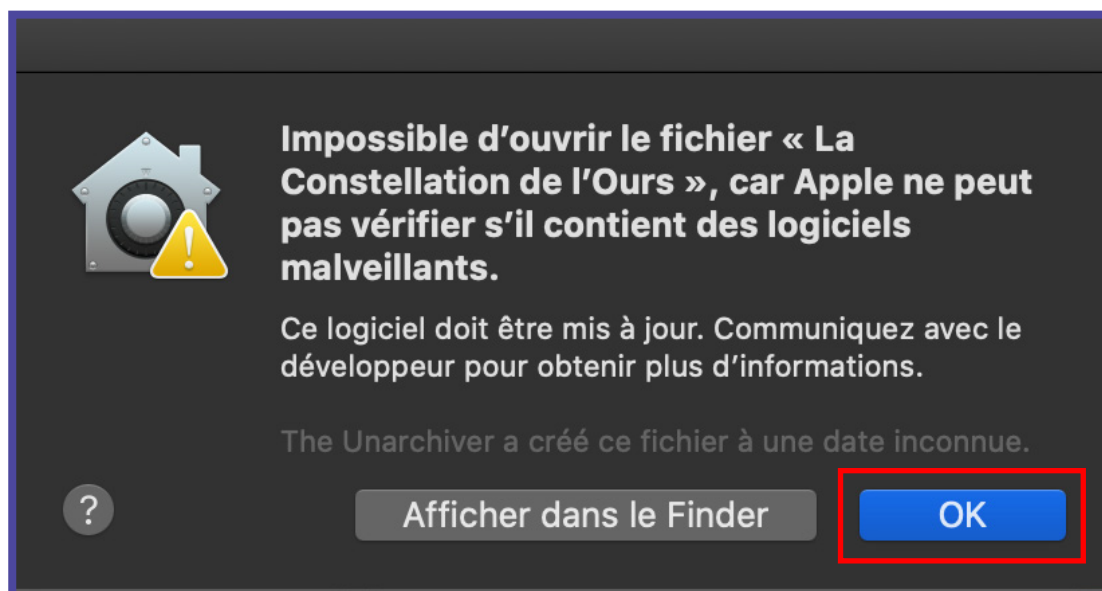 Impossible d’ouvrir le fichier « La
Constellation de l’Ours », car Apple ne peut
pas vérifier s’il contient des logiciels
malveillants.
Ce logiciel doit être mis à jour. Communiquez avec le
développeur pour obtenir plus d’informations.
The Unarchiver a créé ce fichier à une date inconnue.
?
Afficher dans le Finder
OK